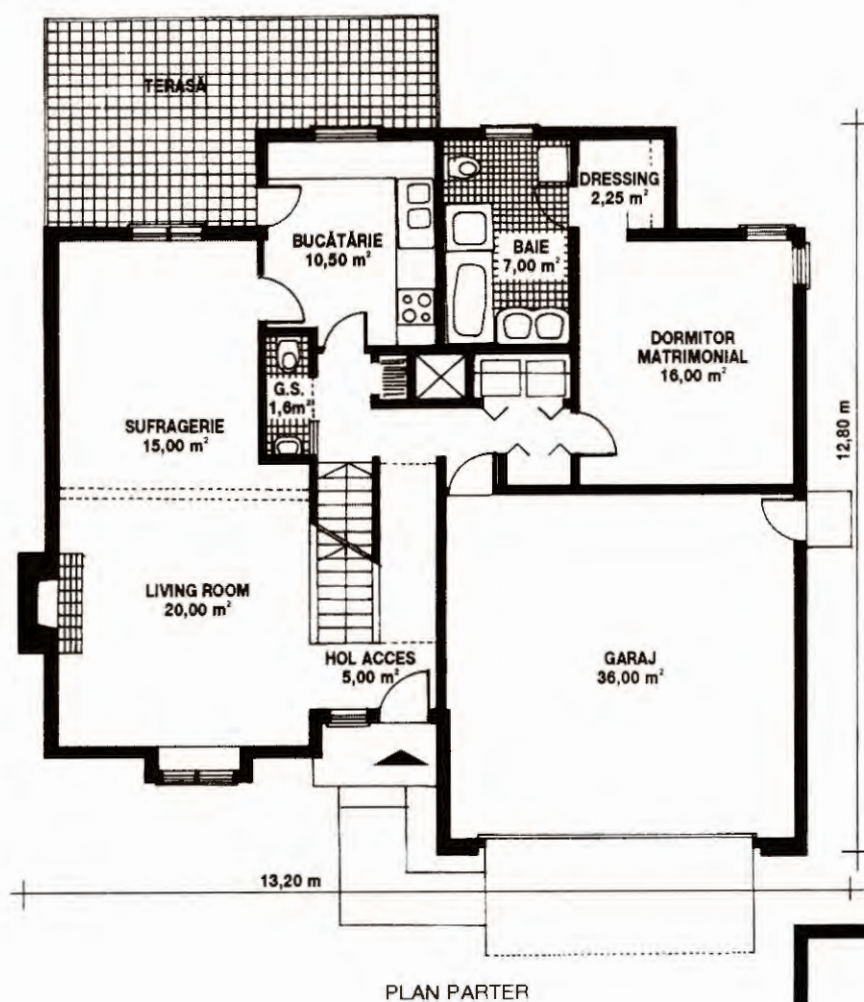 TERASĂ
DRESSING
2,25 m²
BUCĂTĂRIE
10,50 m²
BAIE
7,00 m²
DORMITOR
MATRIMONIAL
16,00 m²
G.S.
1,6m²
SUFRAGERIE
15,00 m²
12,80 m
LIVING ROOM
20,00 m²
HOL ACCES
5,00 m²
GARAJ
36,00 m²
13,20 m
PLAN PARTER